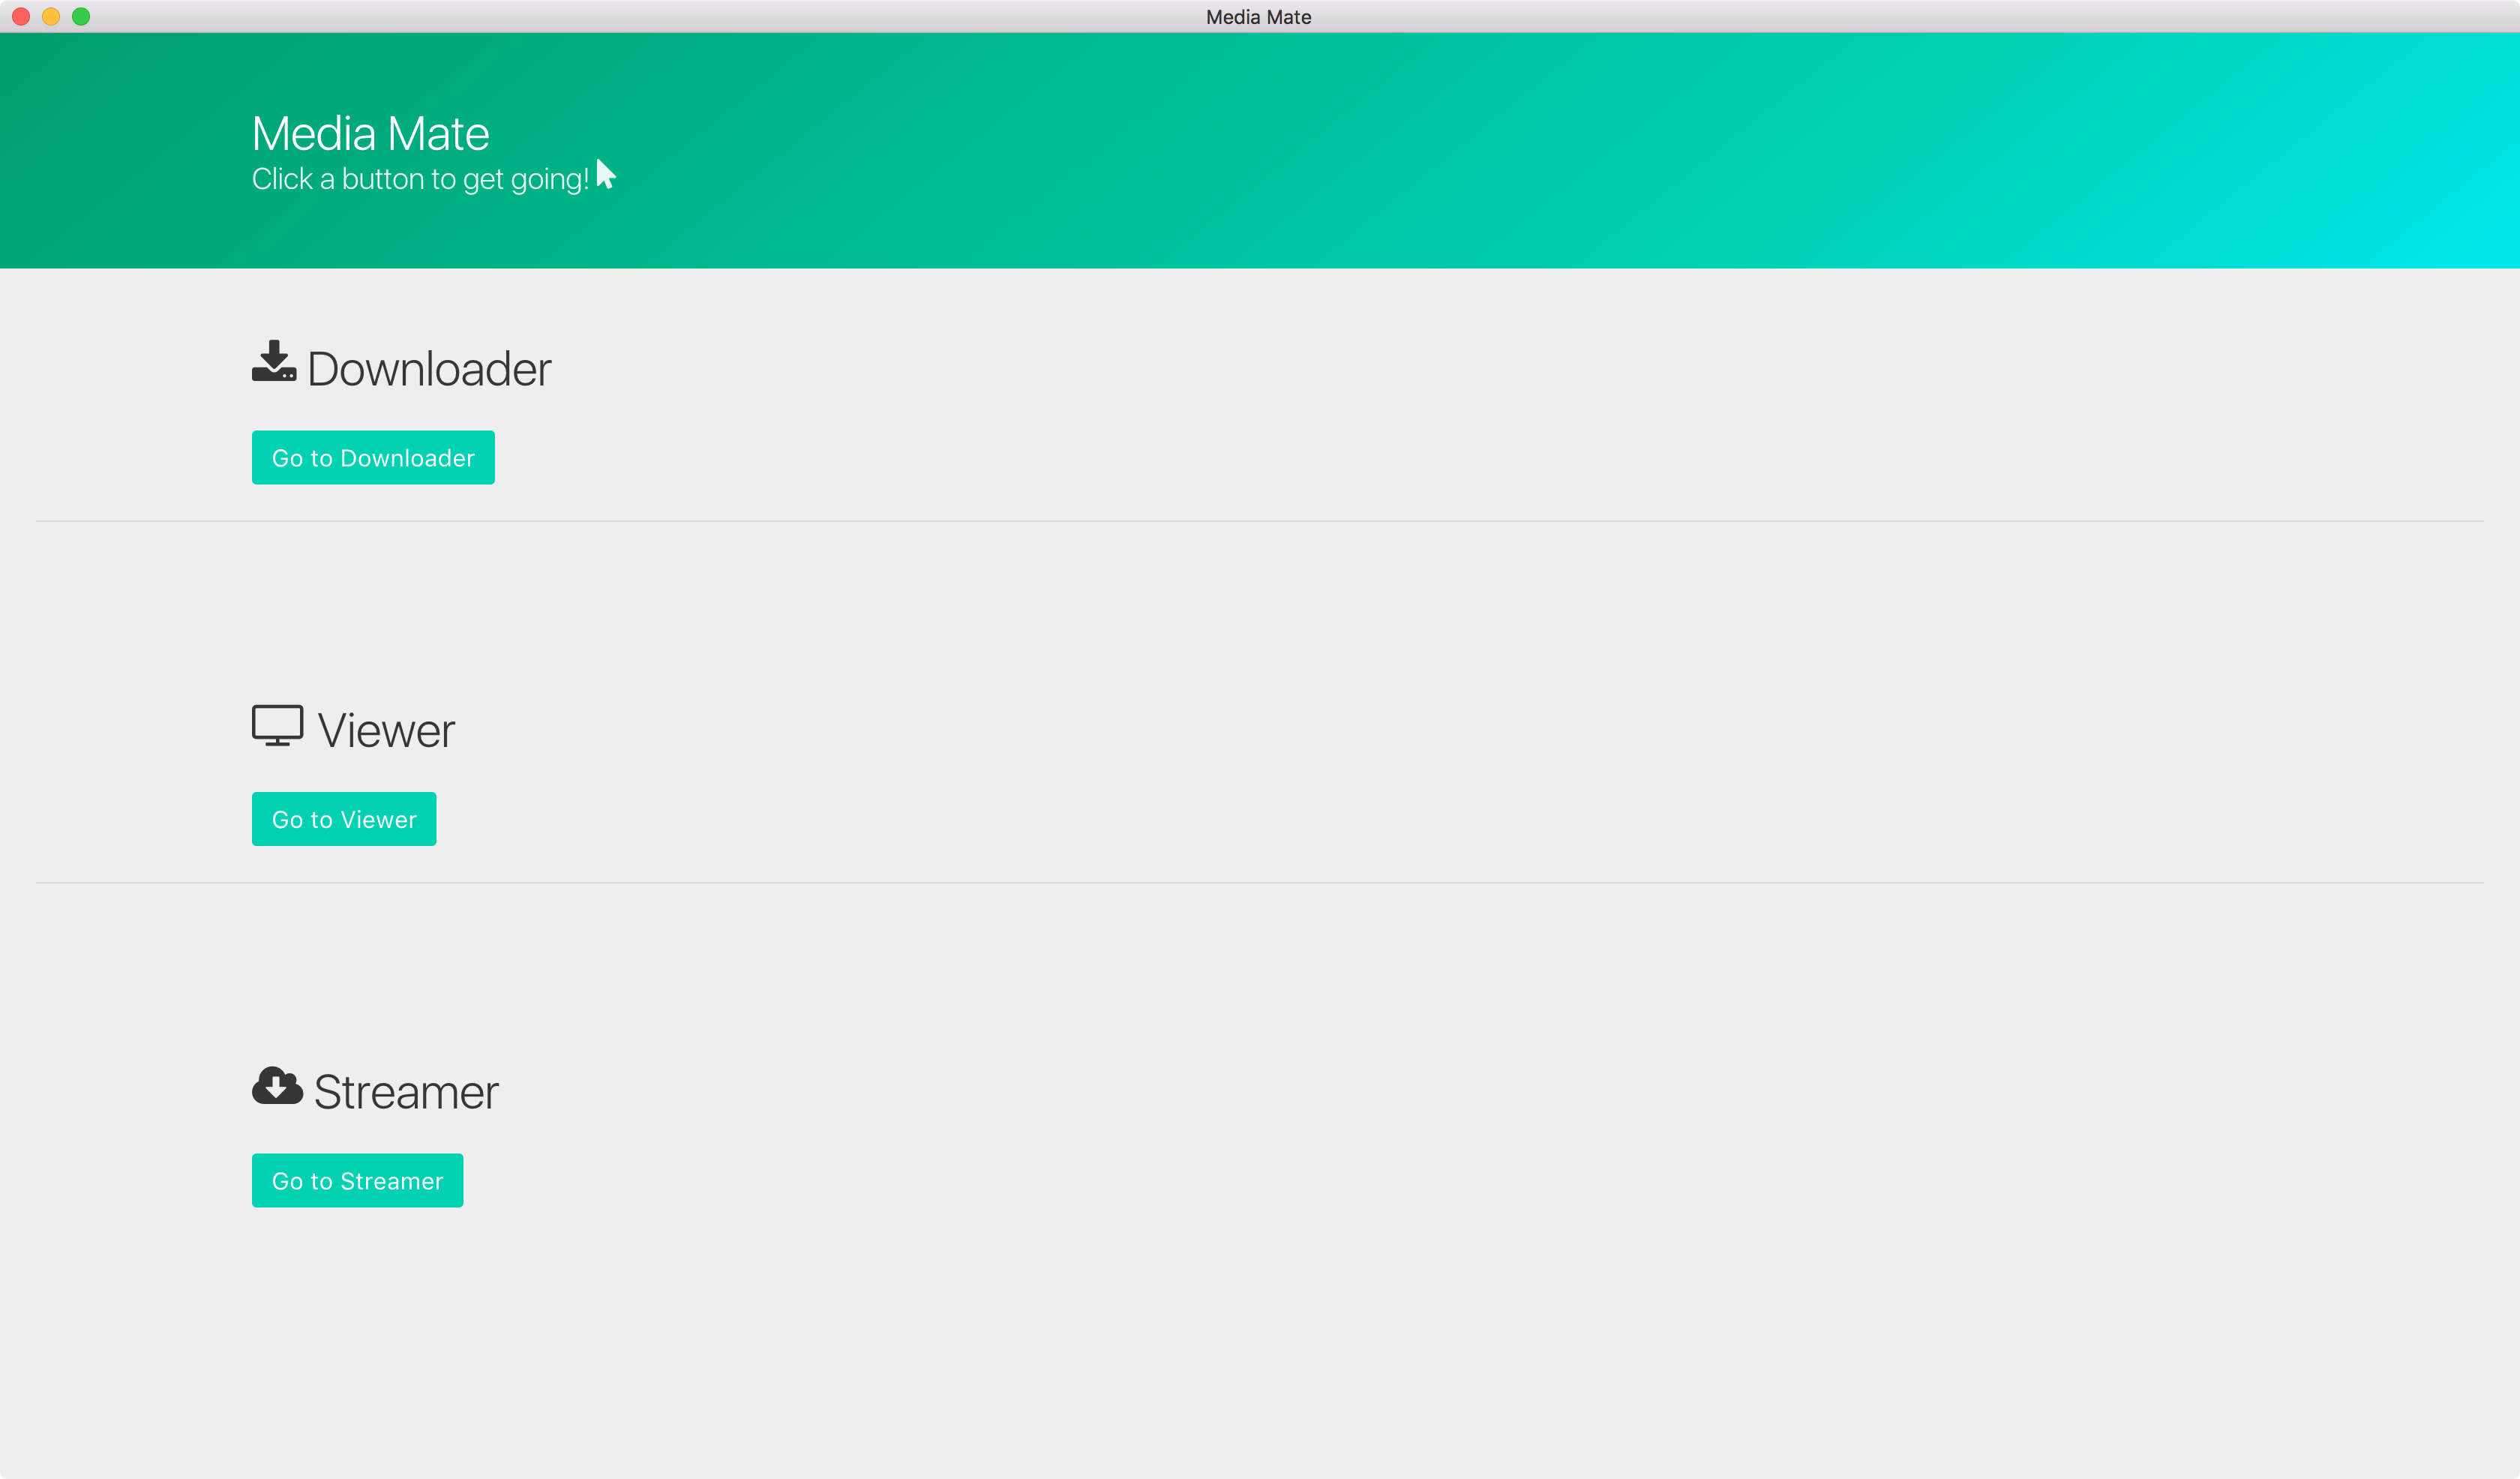 Media Mate
Media Mate
Click a button to get going!
Downloader
Go to Downloader
Viewer
Go to Viewer
Streamer
Go to Streamer